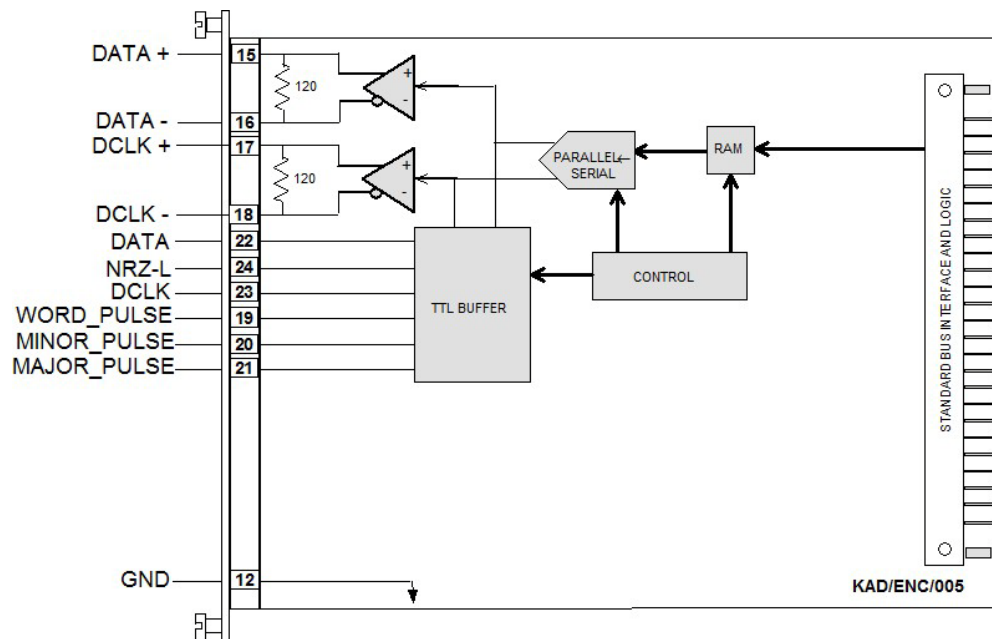 DATA +
15
120
+
-
DATA -
16
DCLK +
17
120
+
-
DCLK -
18
PARALLEL←
SERIAL
RAM
DATA
22
NRZ-L
24
DCLK
23
WORD_PULSE
19
MINOR_PULSE
20
MAJOR_PULSE
21
TTL BUFFER
CONTROL
STANDARD BUS INTERFACE AND LOGIC
GND
12
KAD/ENC/005